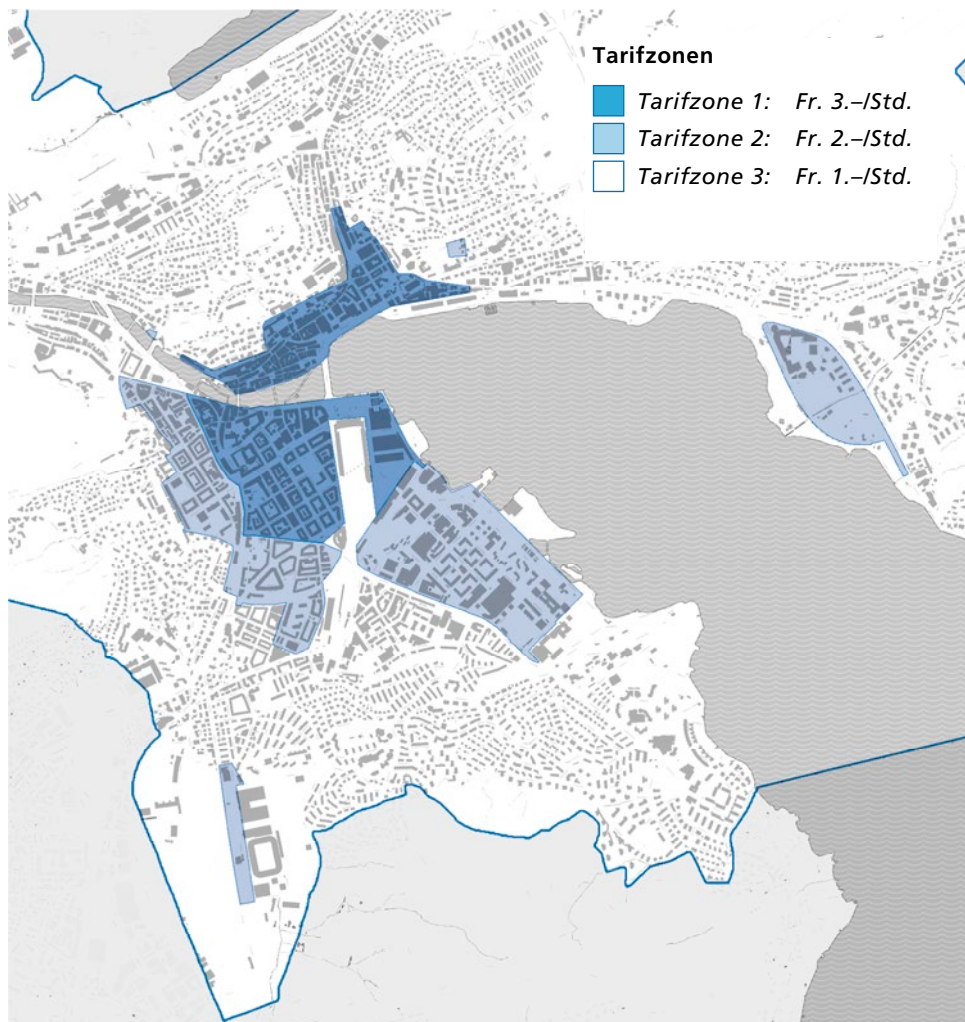 Tarifzonen
Tarifzone 1: Fr. 3.–/Std.
Tarifzone 2: Fr. 2.–/Std.
Tarifzone 3: Fr. 1.–/Std.